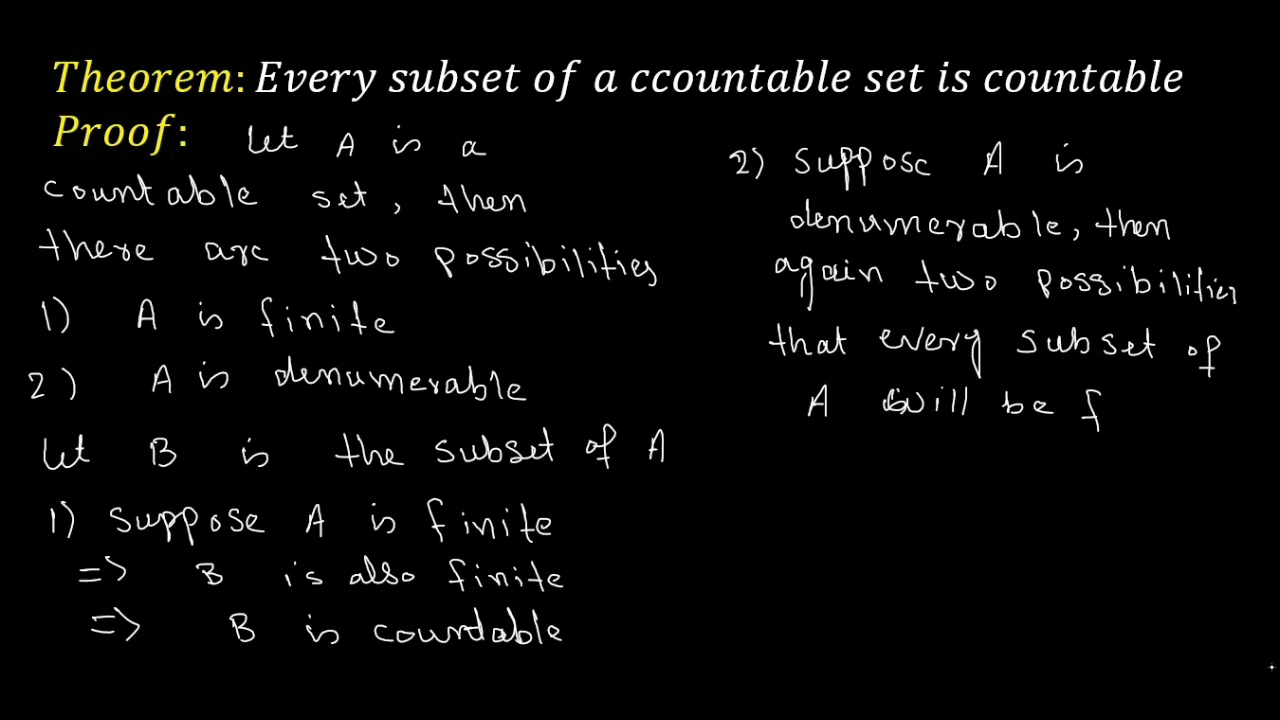 Theorem: Every subset of a ccountable set is countable
Proof: Let A is a
countable set, then
there are two possibilities
1) A is finite
2) A is denumerable
Let B is the subset of A
1) Suppose A is finite
=> B is also finite
=> B is countable
2) Suppose A is
denumerable, then
again two possibilities
that every subset of
A will be f